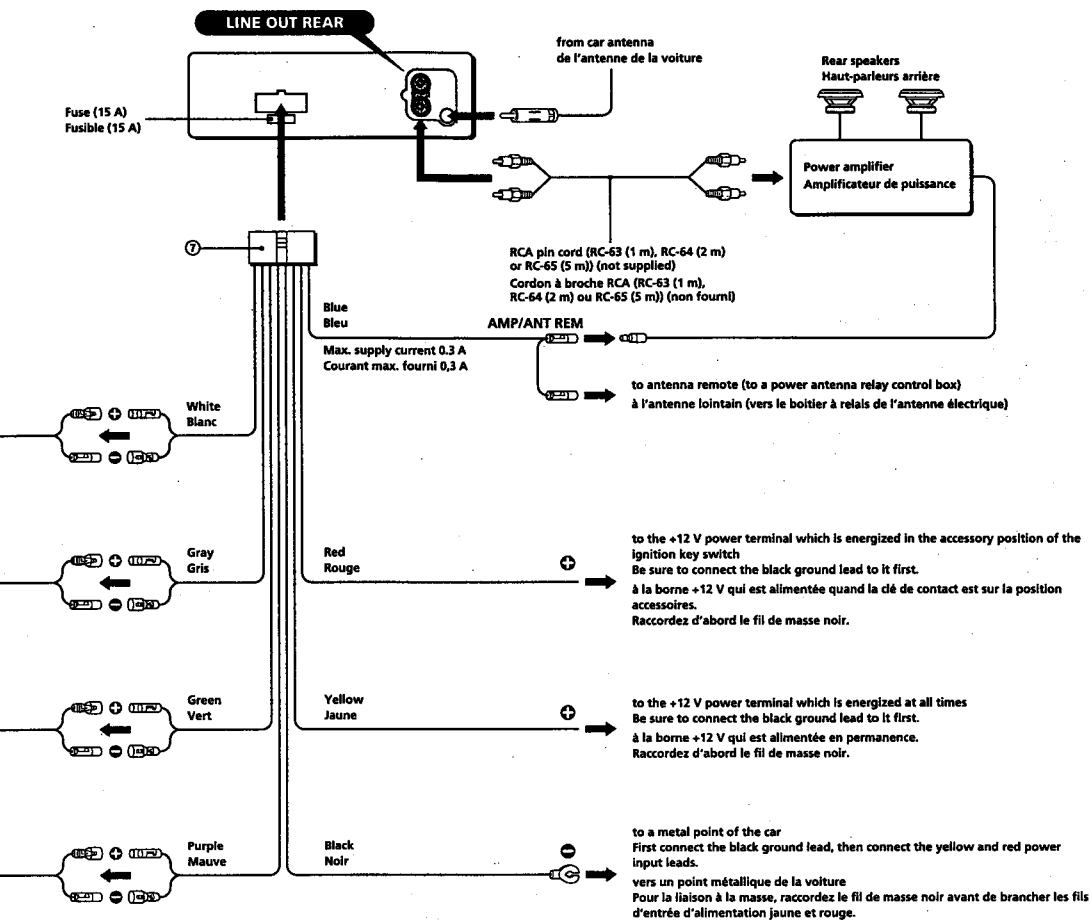 LINE OUT REAR
from car antenna
de l'antenne de la voiture
Rear speakers
Haut-parleurs arrière
Fuse (15 A)
Fusible (15 A)
Power amplifier
Amplificateur de puissance
7
RCA pin cord (RC-63 (1 m), RC-64 (2 m)
or RC-65 (5 m)) (not supplied)
Cordon à broche RCA (RC-63 (1 m),
RC-64 (2 m) ou RC-65 (5 m)) (non fourni)
Blue
Bleu
AMP/ANT REM
Max. supply current 0.3 A
Courant max. fourni 0,3 A
to antenna remote (to a power antenna relay control box)
à l'antenne lointain (vers le boitier à relais de l'antenne électrique)
White
Blanc
+
–
Gray
Gris
+
–
Red
Rouge
+
to the +12 V power terminal which is energized in the accessory position of the
ignition key switch
Be sure to connect the black ground lead to it first.
à la borne +12 V qui est alimentée quand la clé de contact est sur la position
accessoires.
Raccordez d'abord le fil de masse noir.
Green
Vert
+
–
Yellow
Jaune
+
to the +12 V power terminal which is energized at all times
Be sure to connect the black ground lead to it first.
à la borne +12 V qui est alimentée en permanence.
Raccordez d'abord le fil de masse noir.
Purple
Mauve
+
–
Black
Noir
–
to a metal point of the car
First connect the black ground lead, then connect the yellow and red power
input leads.
vers un point métallique de la voiture
Pour la liaison à la masse, raccordez le fil de masse noir avant de brancher les fils
d'entrée d'alimentation jaune et rouge.